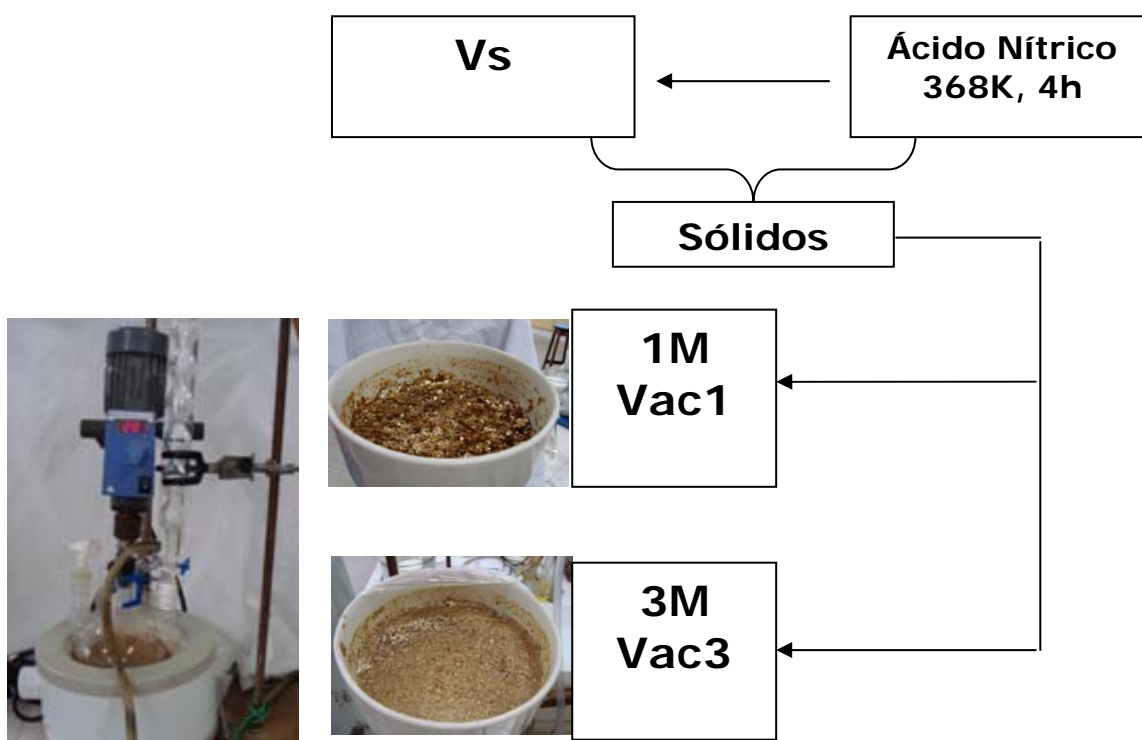 Vs
Ácido Nítrico
368K, 4h
Sólidos
1M
Vac1
3M
Vac3